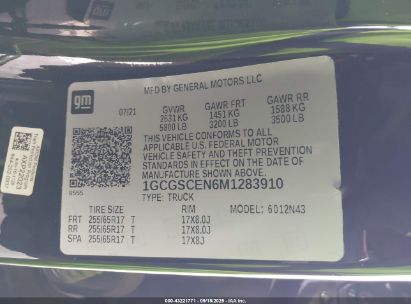 MFD BY GENERAL MOTORS LLC
gm
07/21
GVWR GAWR FRT GAWR RR
2631 KG 1451 KG 1588 KG
5800 LB 3200 LB 3500 LB
THIS VEHICLE CONFORMS TO ALL
APPLICABLE U.S. FEDERAL MOTOR
VEHICLE SAFETY AND THEFT
PREVENTION STANDARDS IN EFFECT
ON THE DATE OF MANUFACTURE
SHOWN ABOVE.
1GCGSCEN6M1283910
TYPE: TRUCK
MODEL: 6012N43
TIRE RIM
FRT 255/65R17 T 17X8.0J
RR 255/65R17 T 17X8.0J
SPA 255/65R17 T 17X8J